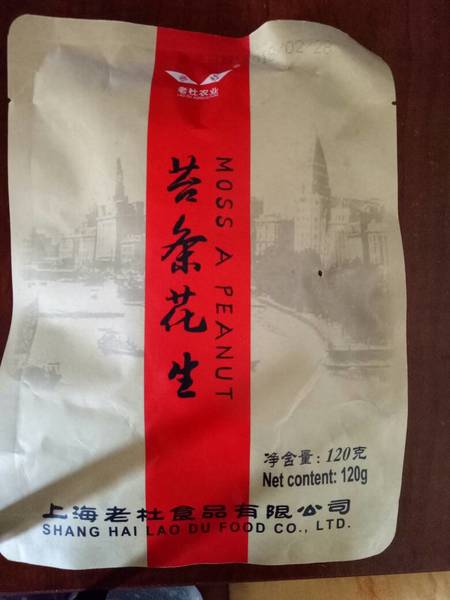 老杜农业
苔条花生
MOSS A PEANUT
净含量：120克
Net content: 120g
上海老杜食品有限公司
SHANG HAI LAO DU FOOD CO., LTD.